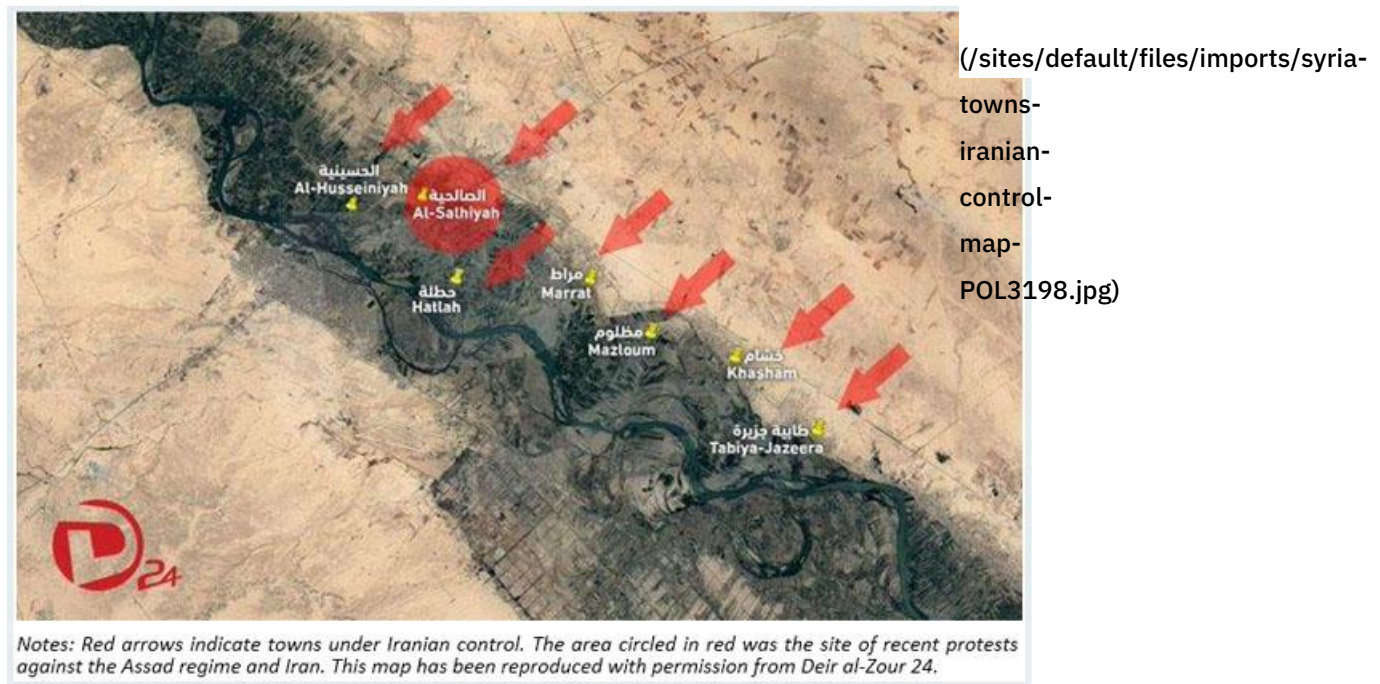 (/sites/default/files/imports/syria-
towns-
iranian-
control-
map-
POL3198.jpg)
الحسينية
Al-Husseiniyah
الصالحية
Al-Salhiyah
حطلة
Hatlah
مراط
Marrat
مظلوم
Mazloum
خشام
Khasham
طابية جزيرة
Tabiya-Jazeera
D
24
Notes: Red arrows indicate towns under Iranian control. The area circled in red was the site of recent protests
against the Assad regime and Iran. This map has been reproduced with permission from Deir al-Zour 24.